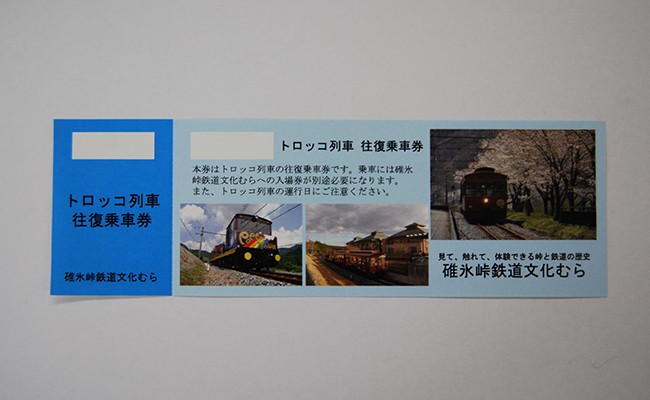 トロッコ列車
往復乗車券
碓氷峠鉄道文化むら
トロッコ列車 往復乗車券
本券はトロッコ列車の往復乗車券です。乗車には碓氷
峠鉄道文化むらへの入場券が別途必要になります。
また、トロッコ列車の運行日にご注意ください。
見て、触れて、体験できる峠と鉄道の歴史
碓氷峠鉄道文化むら